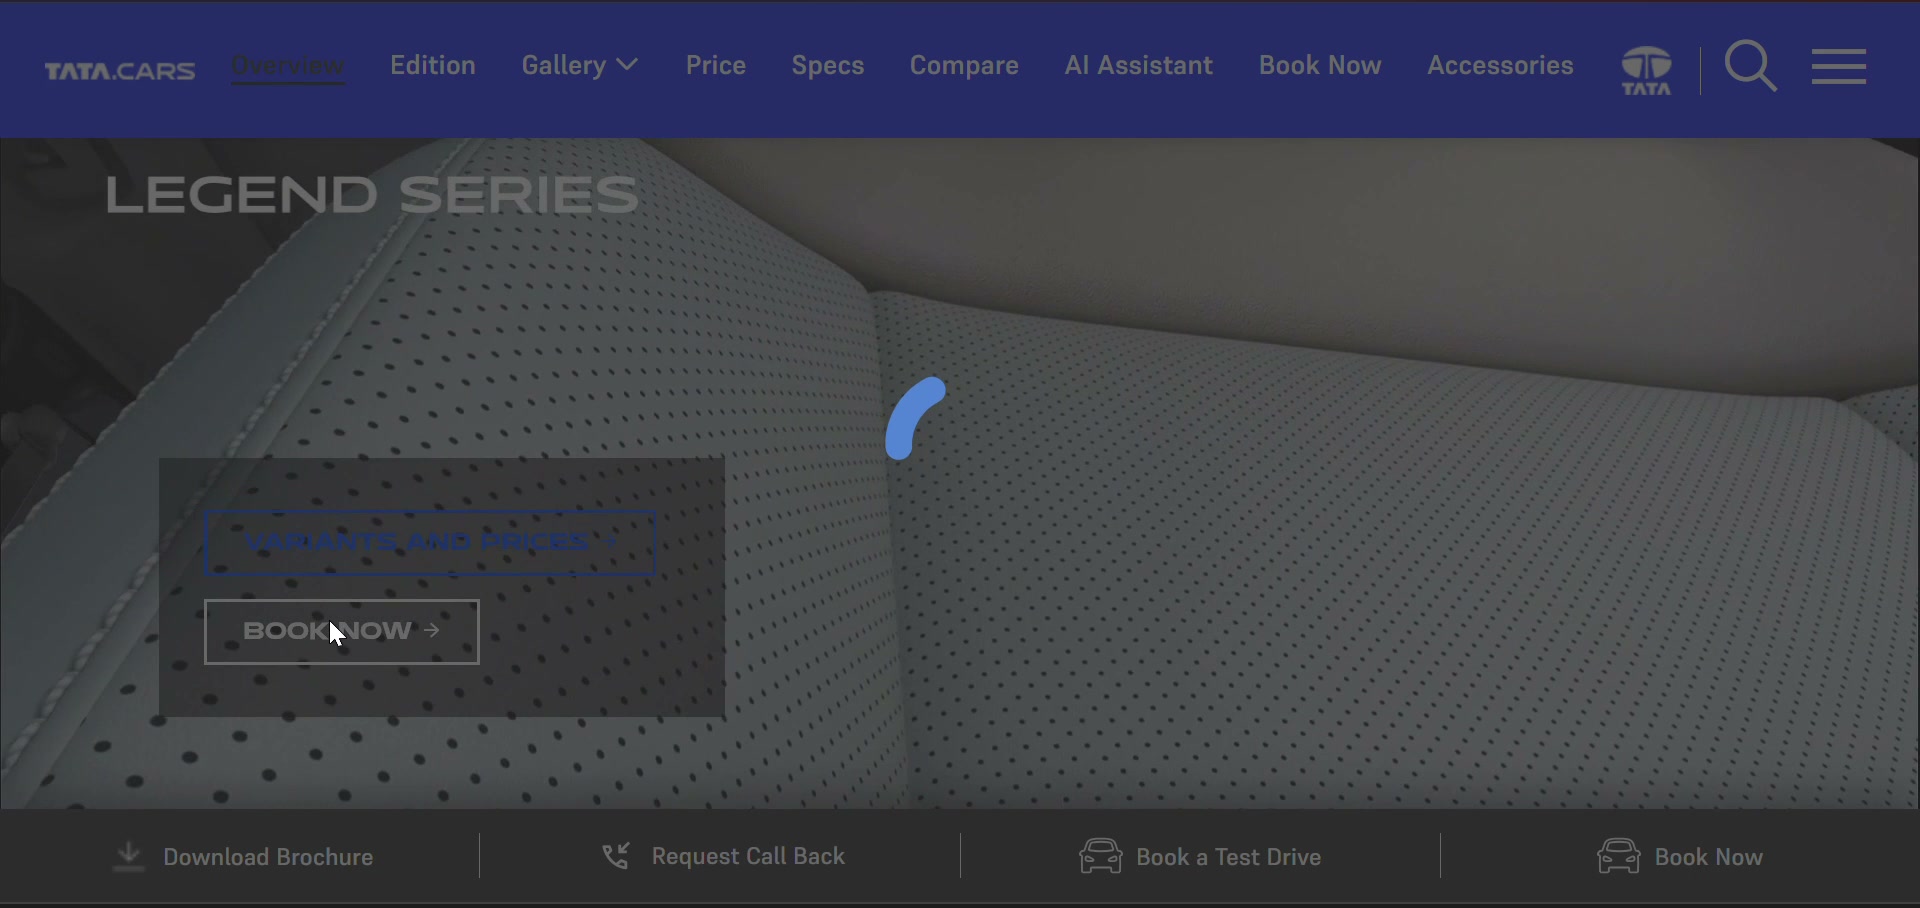 TATA.CARS
Overview
Edition
Gallery
Price
Specs
Compare
AI Assistant
Book Now
Accessories
TATA
LEGEND SERIES
VARIANTS AND PRICES
BOOK NOW
Download Brochure
Request Call Back
Book a Test Drive
Book Now